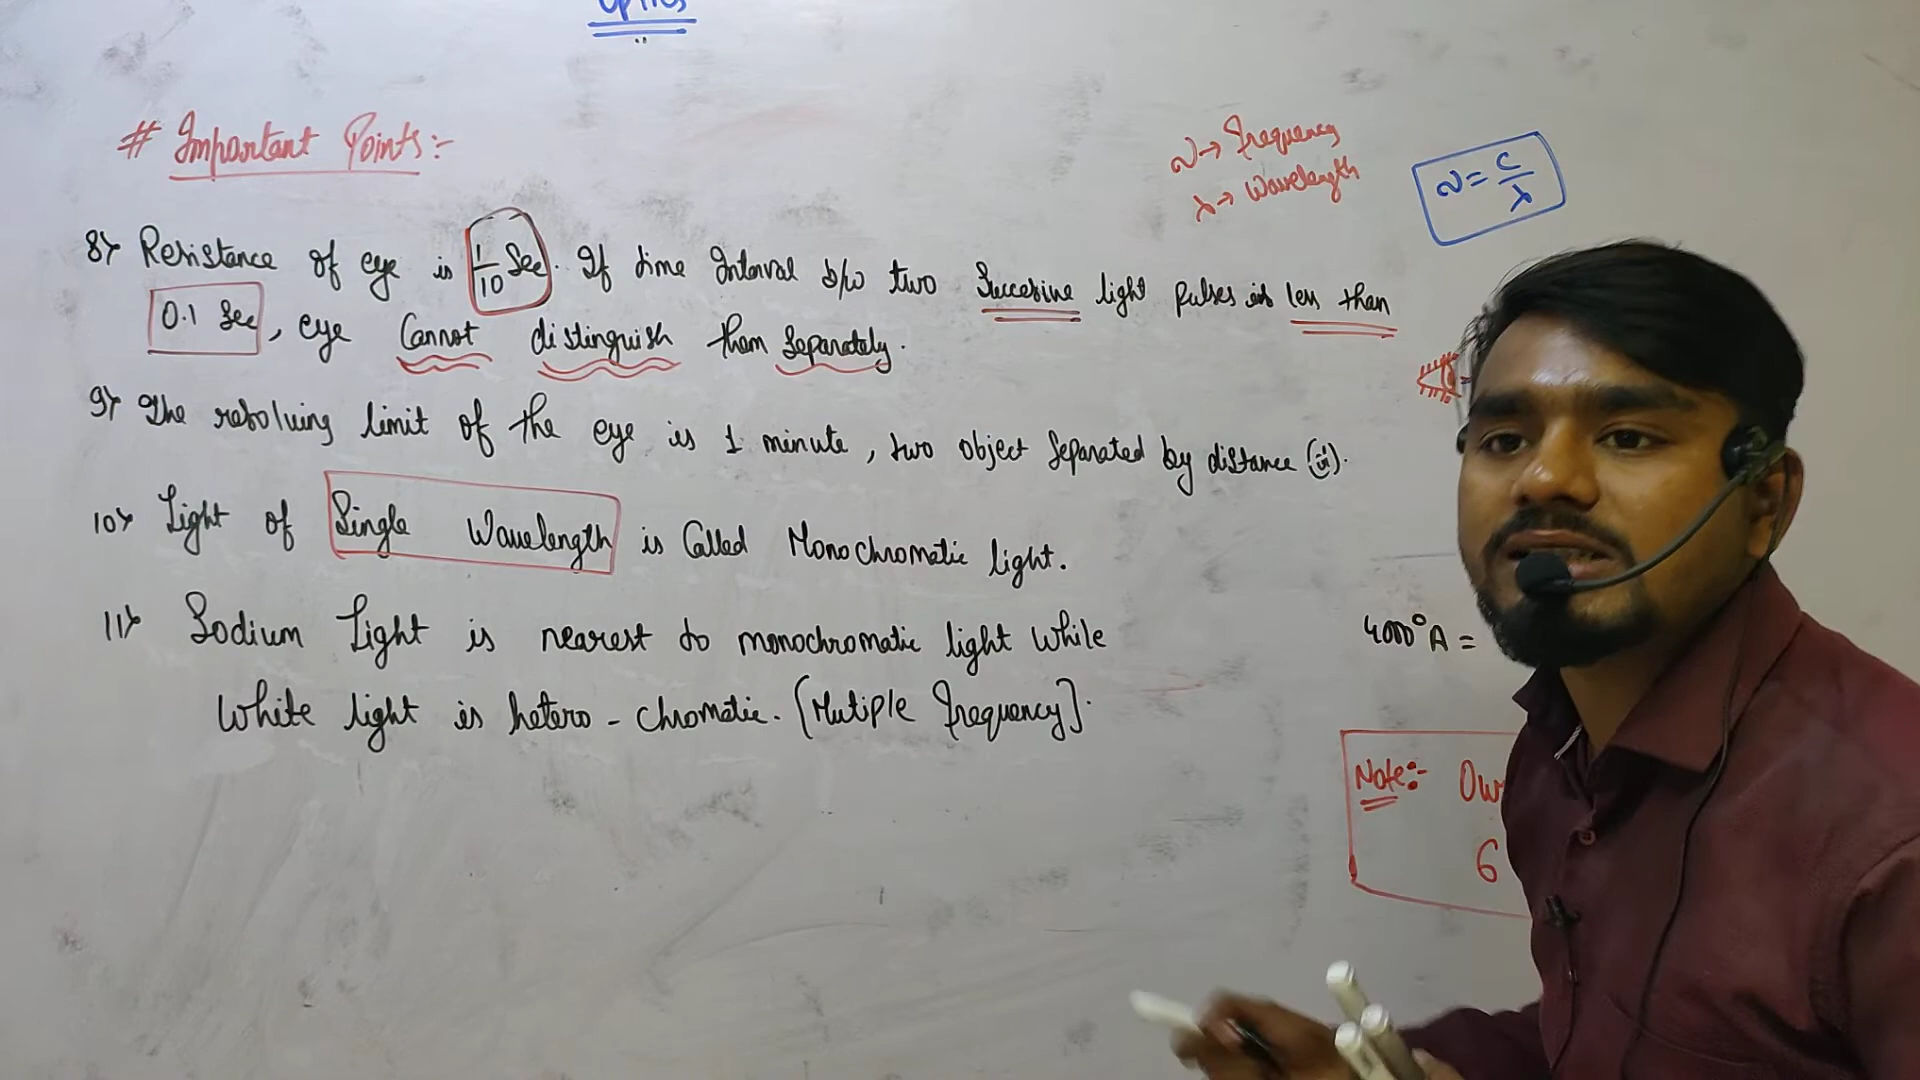 Optics
# Important Points:-
ν → frequency
λ → Wavelength
ν = c/λ
8) Resistance of eye is 1/10 Sec. If time Interval b/w two Succesive light pulses is less than
0.1 Sec, eye Cannot distinguish them Separately.
9) The resolving limit of the eye is 1 minute, two object Separated by distance
10) Light of Single Wavelength is Called Monochromatic light.
11) Sodium Light is nearest to monochromatic light While
White light is hetero-chromatic. (Mutiple frequency).
4000°A =
Note:-
6